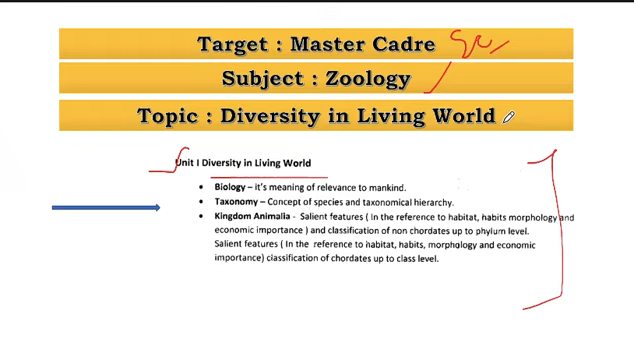 Target : Master Cadre
Subject : Zoology
Topic : Diversity in Living World
Unit I Diversity in Living World
• Biology – it's meaning of relevance to mankind.
• Taxonomy – Concept of species and taxonomical hierarchy.
• Kingdom Animalia - Salient features ( In the reference to habitat, habits morphology and
economic importance ) and classification of non chordates up to phylum level.
Salient features ( In the reference to habitat, habits, morphology and economic
importance) classification of chordates up to class level.